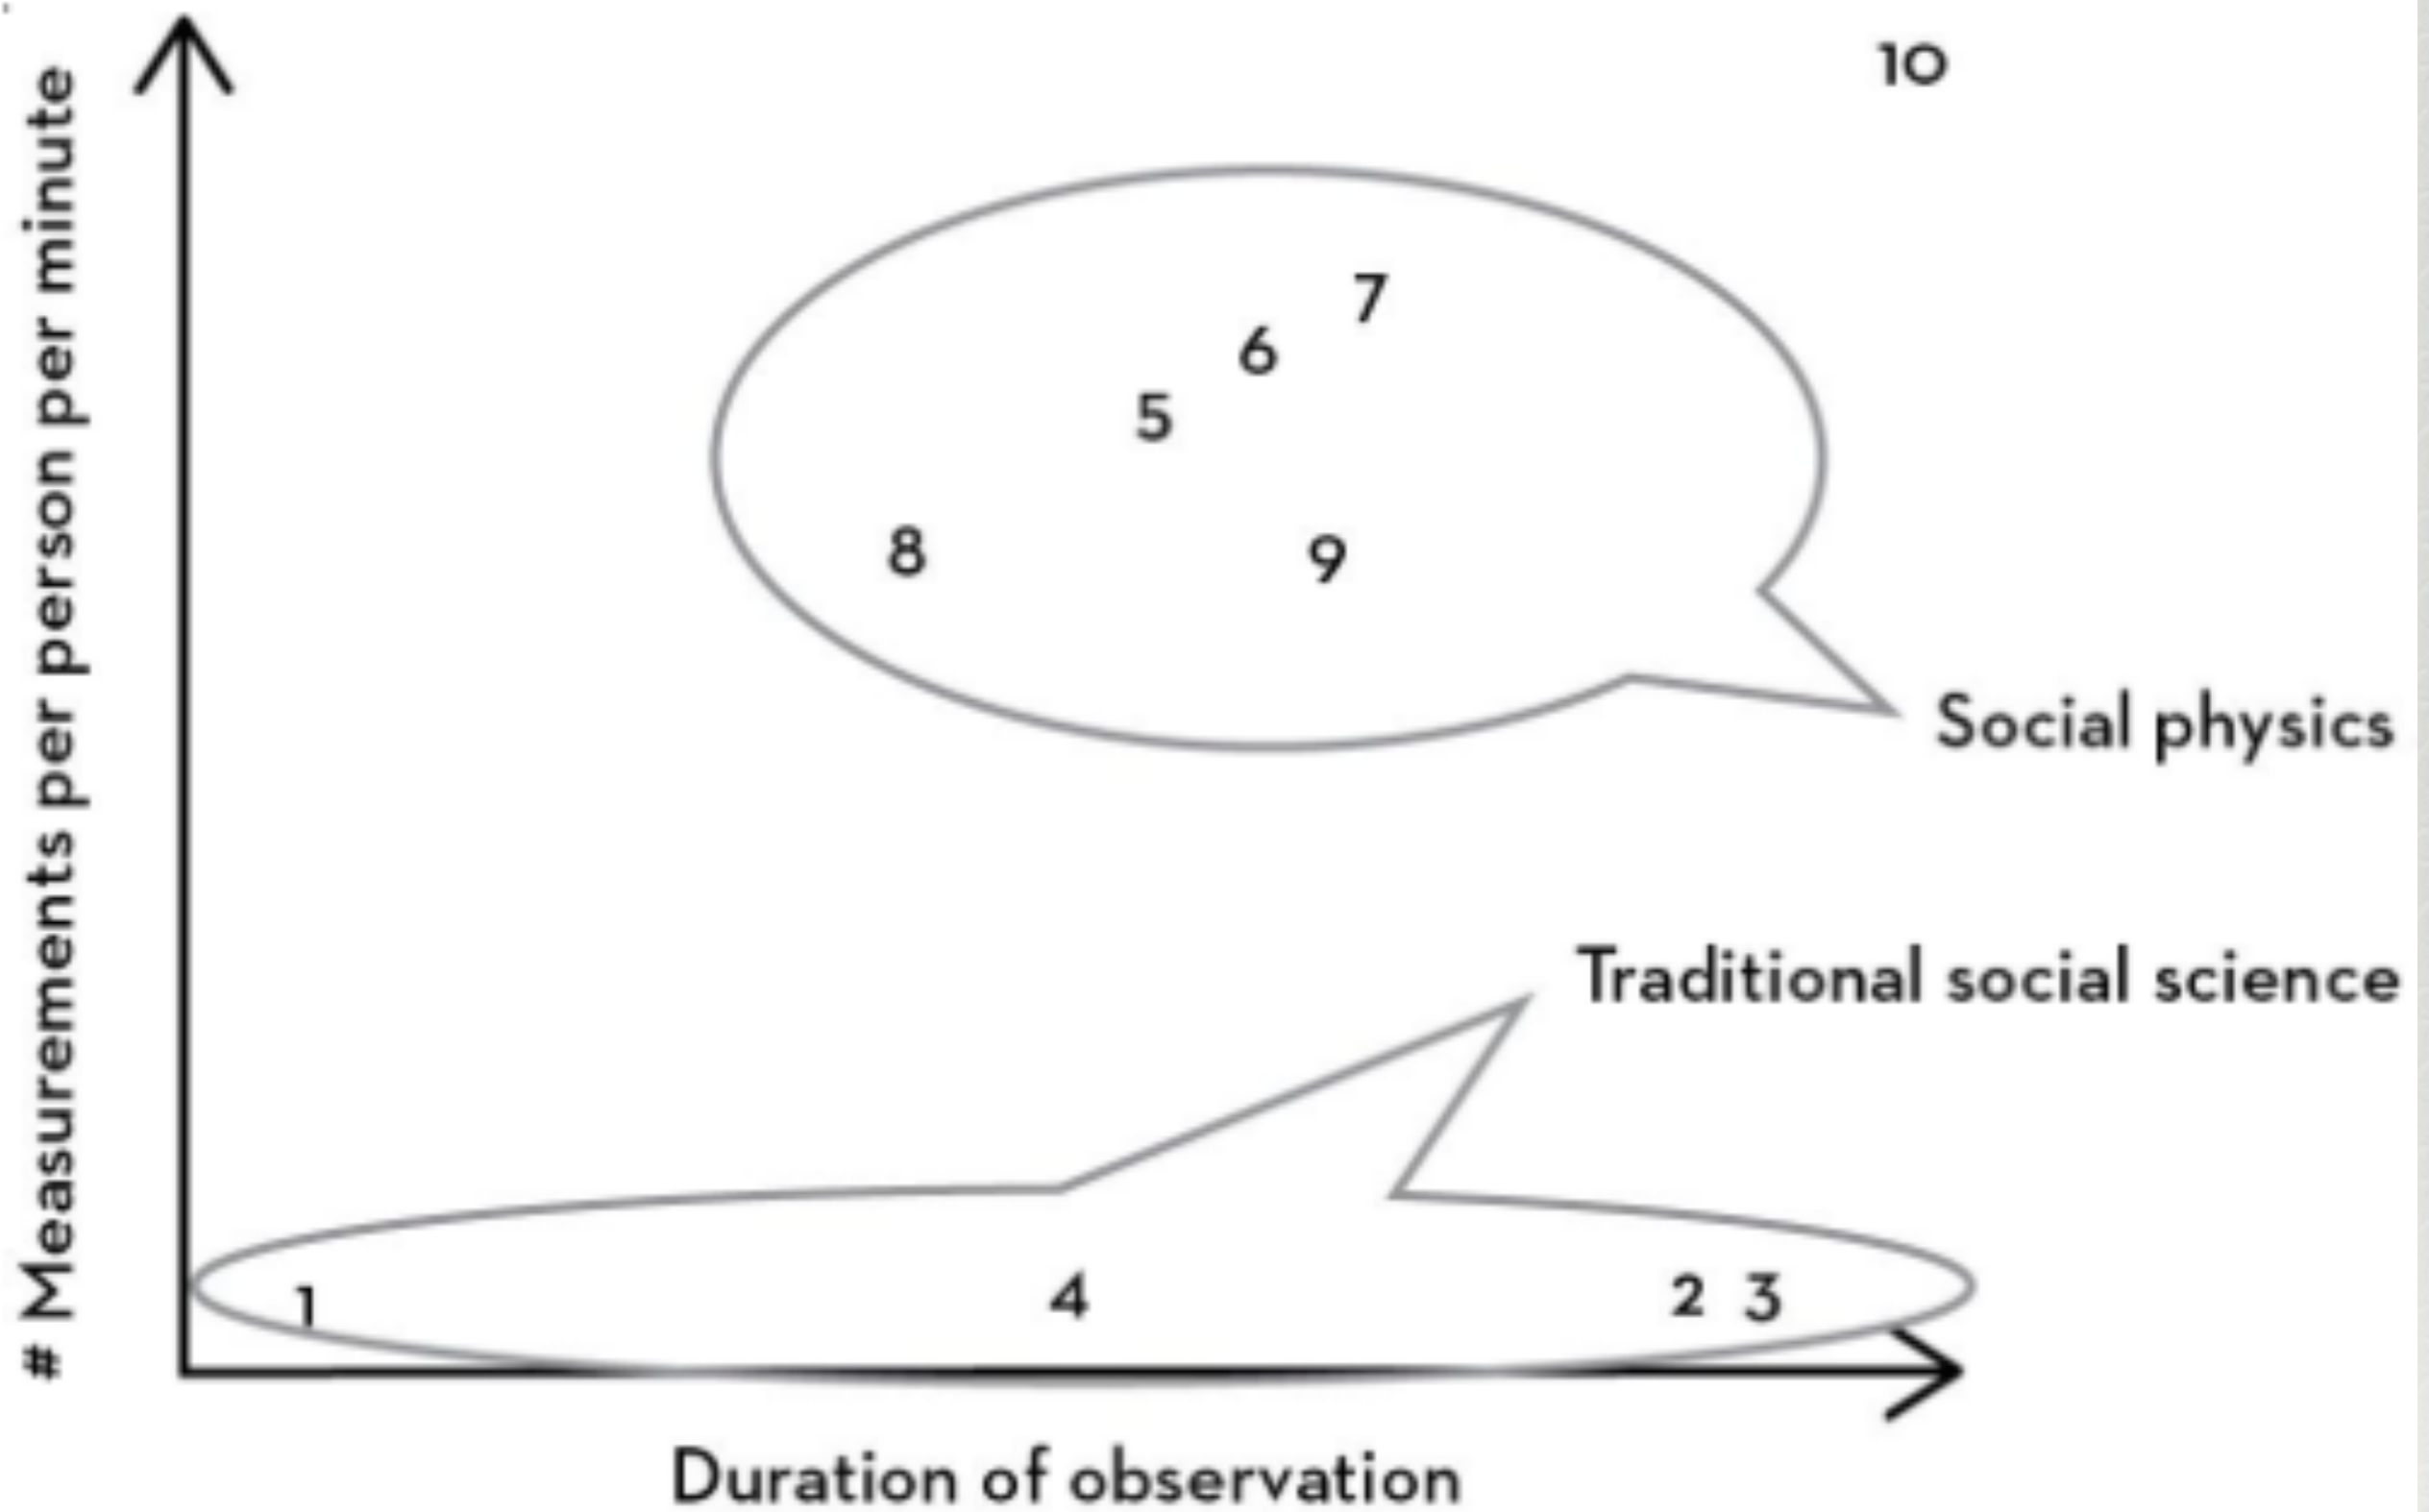 # Measurements per person per minute
10
7
6
5
8
9
Social physics
Traditional social science
1
4
2 3
Duration of observation